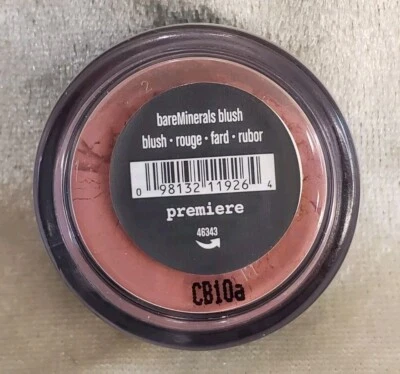 bareMinerals blush
blush • rouge • fard • rubor
0 98132 11926 4
premiere
46343
CB10a